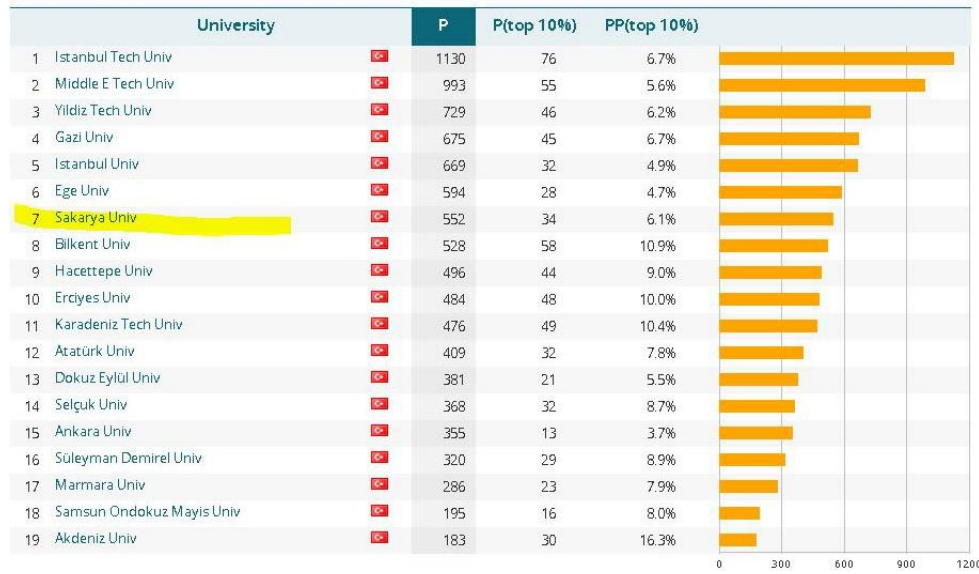 University P P(top 10%) PP(top 10%)
1 Istanbul Tech Univ 1130 76 6.7%
2 Middle E Tech Univ 993 55 5.6%
3 Yildiz Tech Univ 729 46 6.2%
4 Gazi Univ 675 45 6.7%
5 Istanbul Univ 669 32 4.9%
6 Ege Univ 594 28 4.7%
7 Sakarya Univ 552 34 6.1%
8 Bilkent Univ 528 58 10.9%
9 Hacettepe Univ 496 44 9.0%
10 Erciyes Univ 484 48 10.0%
11 Karadeniz Tech Univ 476 49 10.4%
12 Atatürk Univ 409 32 7.8%
13 Dokuz Eylül Univ 381 21 5.5%
14 Selçuk Univ 368 32 8.7%
15 Ankara Univ 355 13 3.7%
16 Süleyman Demirel Univ 320 29 8.9%
17 Marmara Univ 286 23 7.9%
18 Samsun Ondokuz Mayis Univ 195 16 8.0%
19 Akdeniz Univ 183 30 16.3%
0 300 600 900 1200